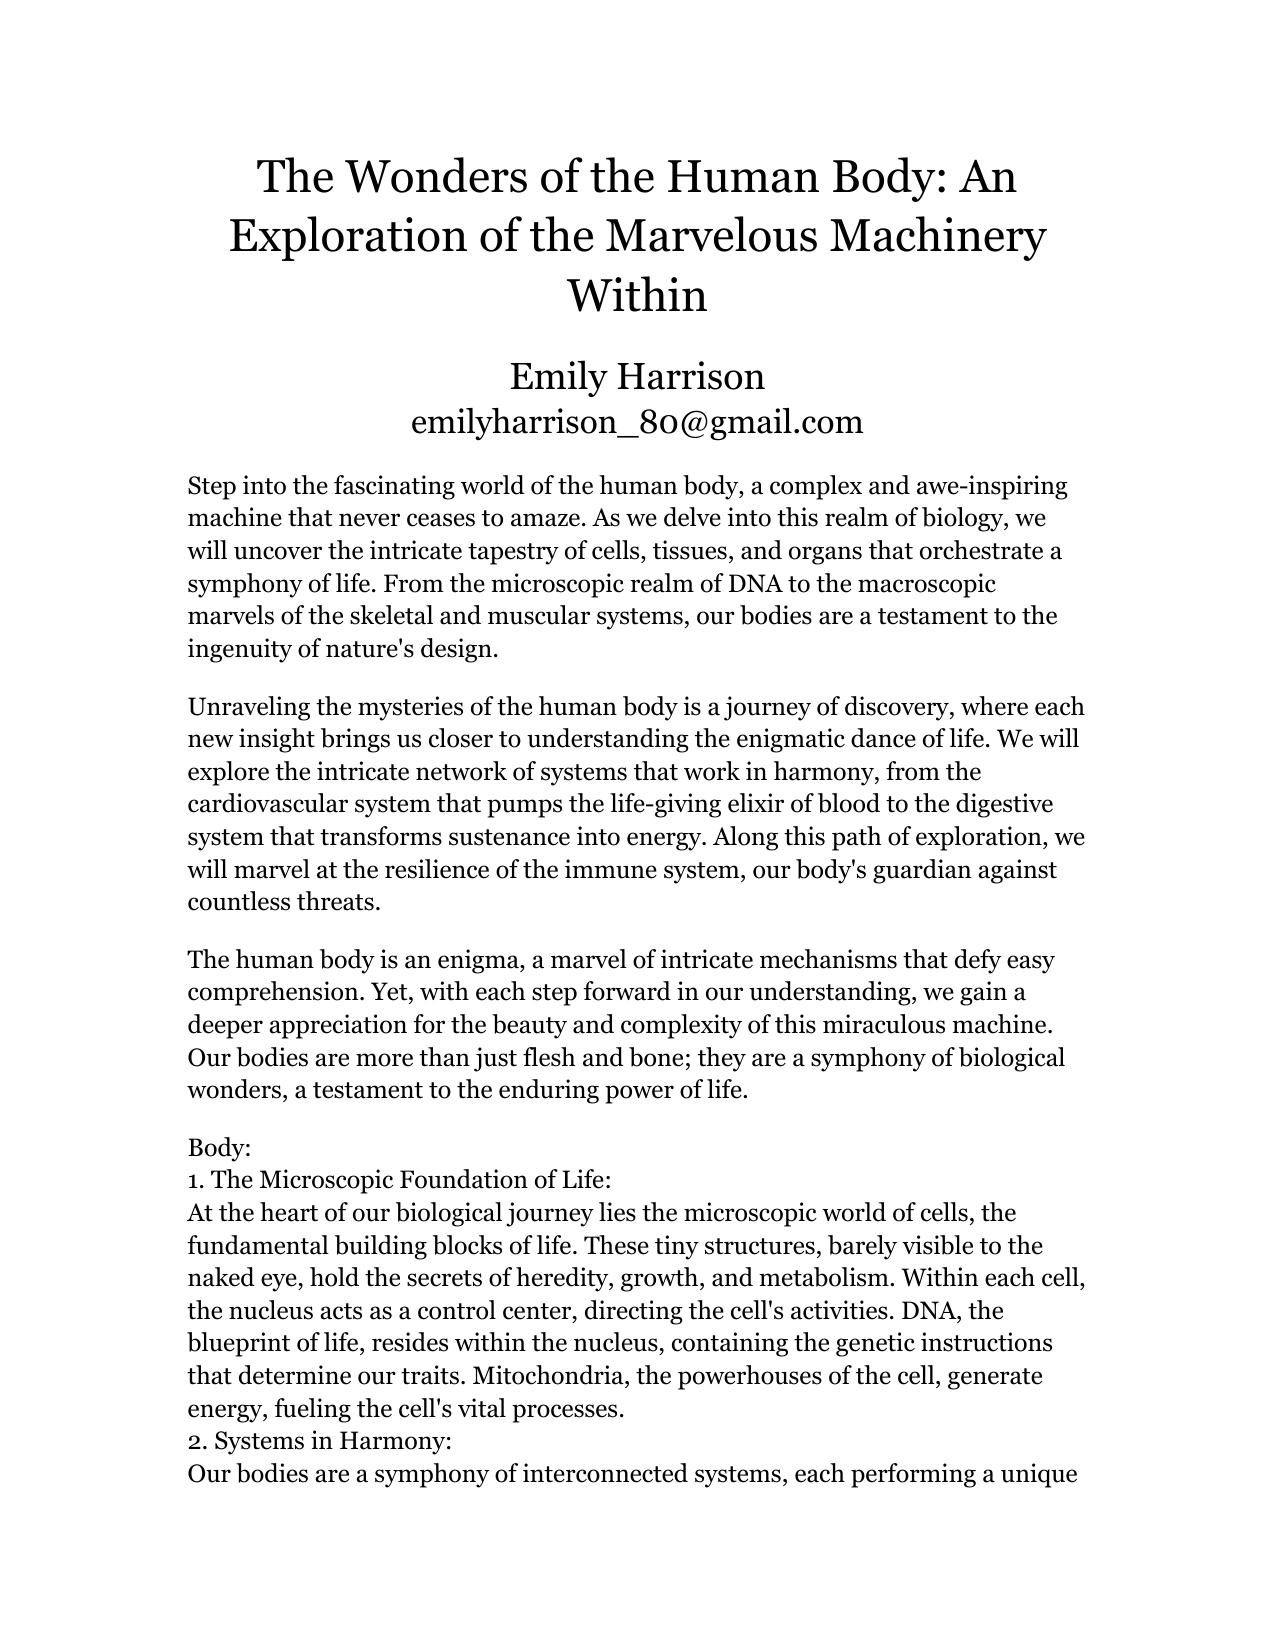 The Wonders of the Human Body: An
Exploration of the Marvelous Machinery
Within
Emily Harrison
emilyharrison_80@gmail.com
Step into the fascinating world of the human body, a complex and awe-inspiring
machine that never ceases to amaze. As we delve into this realm of biology, we
will uncover the intricate tapestry of cells, tissues, and organs that orchestrate a
symphony of life. From the microscopic realm of DNA to the macroscopic
marvels of the skeletal and muscular systems, our bodies are a testament to the
ingenuity of nature's design.
Unraveling the mysteries of the human body is a journey of discovery, where each
new insight brings us closer to understanding the enigmatic dance of life. We will
explore the intricate network of systems that work in harmony, from the
cardiovascular system that pumps the life-giving elixir of blood to the digestive
system that transforms sustenance into energy. Along this path of exploration, we
will marvel at the resilience of the immune system, our body's guardian against
countless threats.
The human body is an enigma, a marvel of intricate mechanisms that defy easy
comprehension. Yet, with each step forward in our understanding, we gain a
deeper appreciation for the beauty and complexity of this miraculous machine.
Our bodies are more than just flesh and bone; they are a symphony of biological
wonders, a testament to the enduring power of life.
Body:
1. The Microscopic Foundation of Life:
At the heart of our biological journey lies the microscopic world of cells, the
fundamental building blocks of life. These tiny structures, barely visible to the
naked eye, hold the secrets of heredity, growth, and metabolism. Within each cell,
the nucleus acts as a control center, directing the cell's activities. DNA, the
blueprint of life, resides within the nucleus, containing the genetic instructions
that determine our traits. Mitochondria, the powerhouses of the cell, generate
energy, fueling the cell's vital processes.
2. Systems in Harmony:
Our bodies are a symphony of interconnected systems, each performing a unique